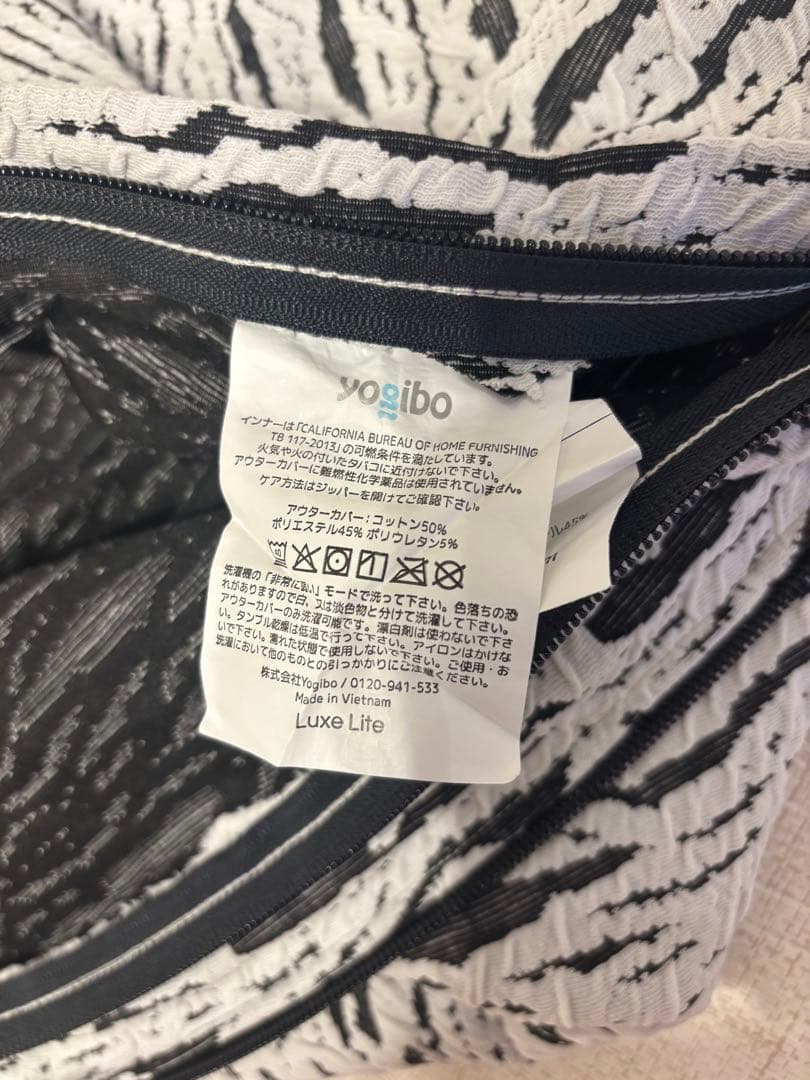 yogibo
インナーは「CALIFORNIA BUREAU OF HOME FURNISHING
TB 117-2013」の可燃条件を満たしています。
火気や火の付いたタバコに近付けないで下さい。
アウターカバーに難燃性化学薬品は使用されていません。
ケア方法はジッパーを開けてご確認下さい。
アウターカバー:コットン50%
ポリエステル45% ポリウレタン5%
洗濯機の「非常に弱い」モードで洗って下さい。色落ちの恐
れがありますので白、又は淡色物と分けて洗濯して下さい。
アウターカバーのみ洗濯可能です。漂白剤は使わないで下さ
い。タンブル乾燥は低温で行って下さい。アイロンはかけな
いで下さい。濡れた状態で使用しないで下さい。ご使用・お
洗濯において他のものとの引っかかりにご注意ください。
株式会社Yogibo / 0120-941-533
Made in Vietnam
Luxe Lite
ル45%